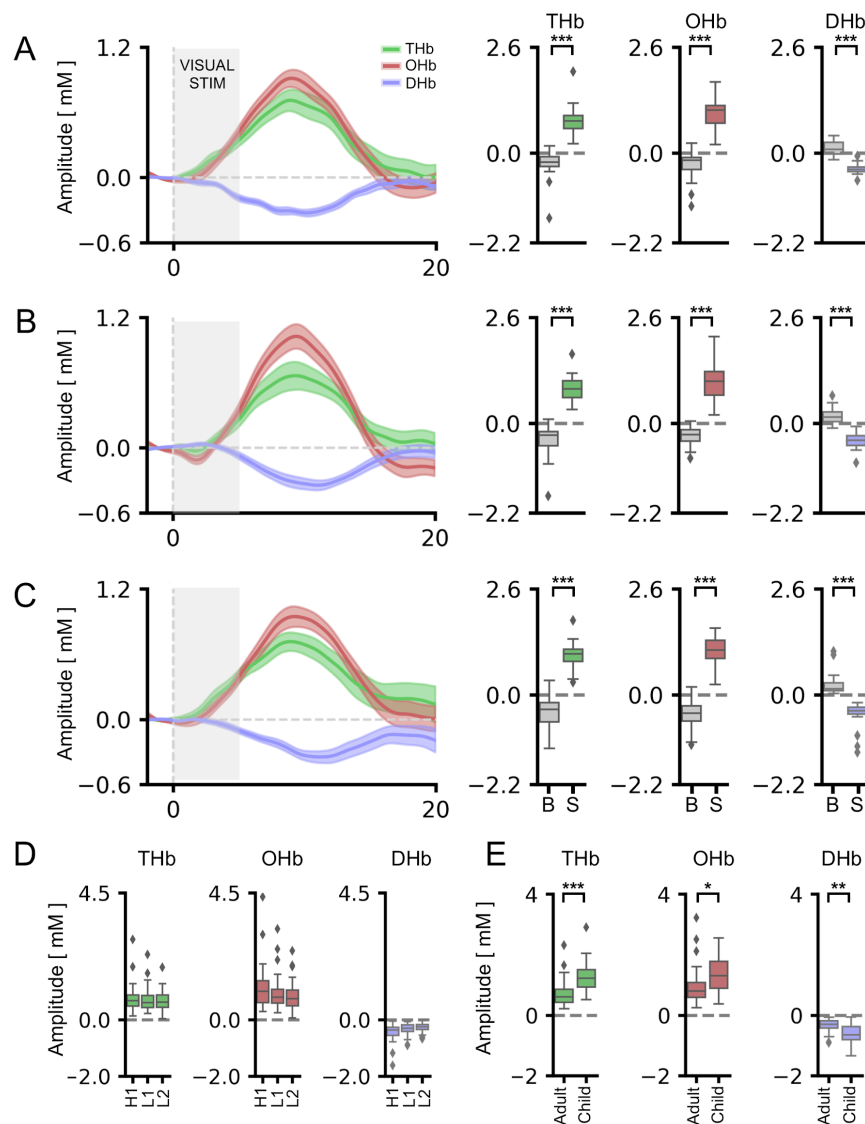 A
THb OHb DHb
1.2
VISUAL
STIM
THb
OHb
DHb
Amplitude [ mM ]
0.0
−0.6
0 20
2.6 *** 2.6 *** 2.6 ***
0.0 0.0 0.0
−2.2 −2.2 −2.2
B
1.2
Amplitude [ mM ]
0.0
−0.6
0 20
2.6 *** 2.6 *** 2.6 ***
0.0 0.0 0.0
−2.2 −2.2 −2.2
C
1.2
Amplitude [ mM ]
0.0
−0.6
0 20
2.6 *** 2.6 *** 2.6 ***
0.0 0.0 0.0
−2.2 −2.2 −2.2
B S B S B S
D
THb OHb DHb
Amplitude [ mM ]
4.5 4.5 4.5
0.0 0.0 0.0
−2.0 −2.0 −2.0
H1 L1 L2 H1 L1 L2 H1 L1 L2
E
THb OHb DHb
Amplitude [ mM ]
4 *** 4 * 4 **
0 0 0
−2 −2 −2
Adult Child Adult Child Adult Child